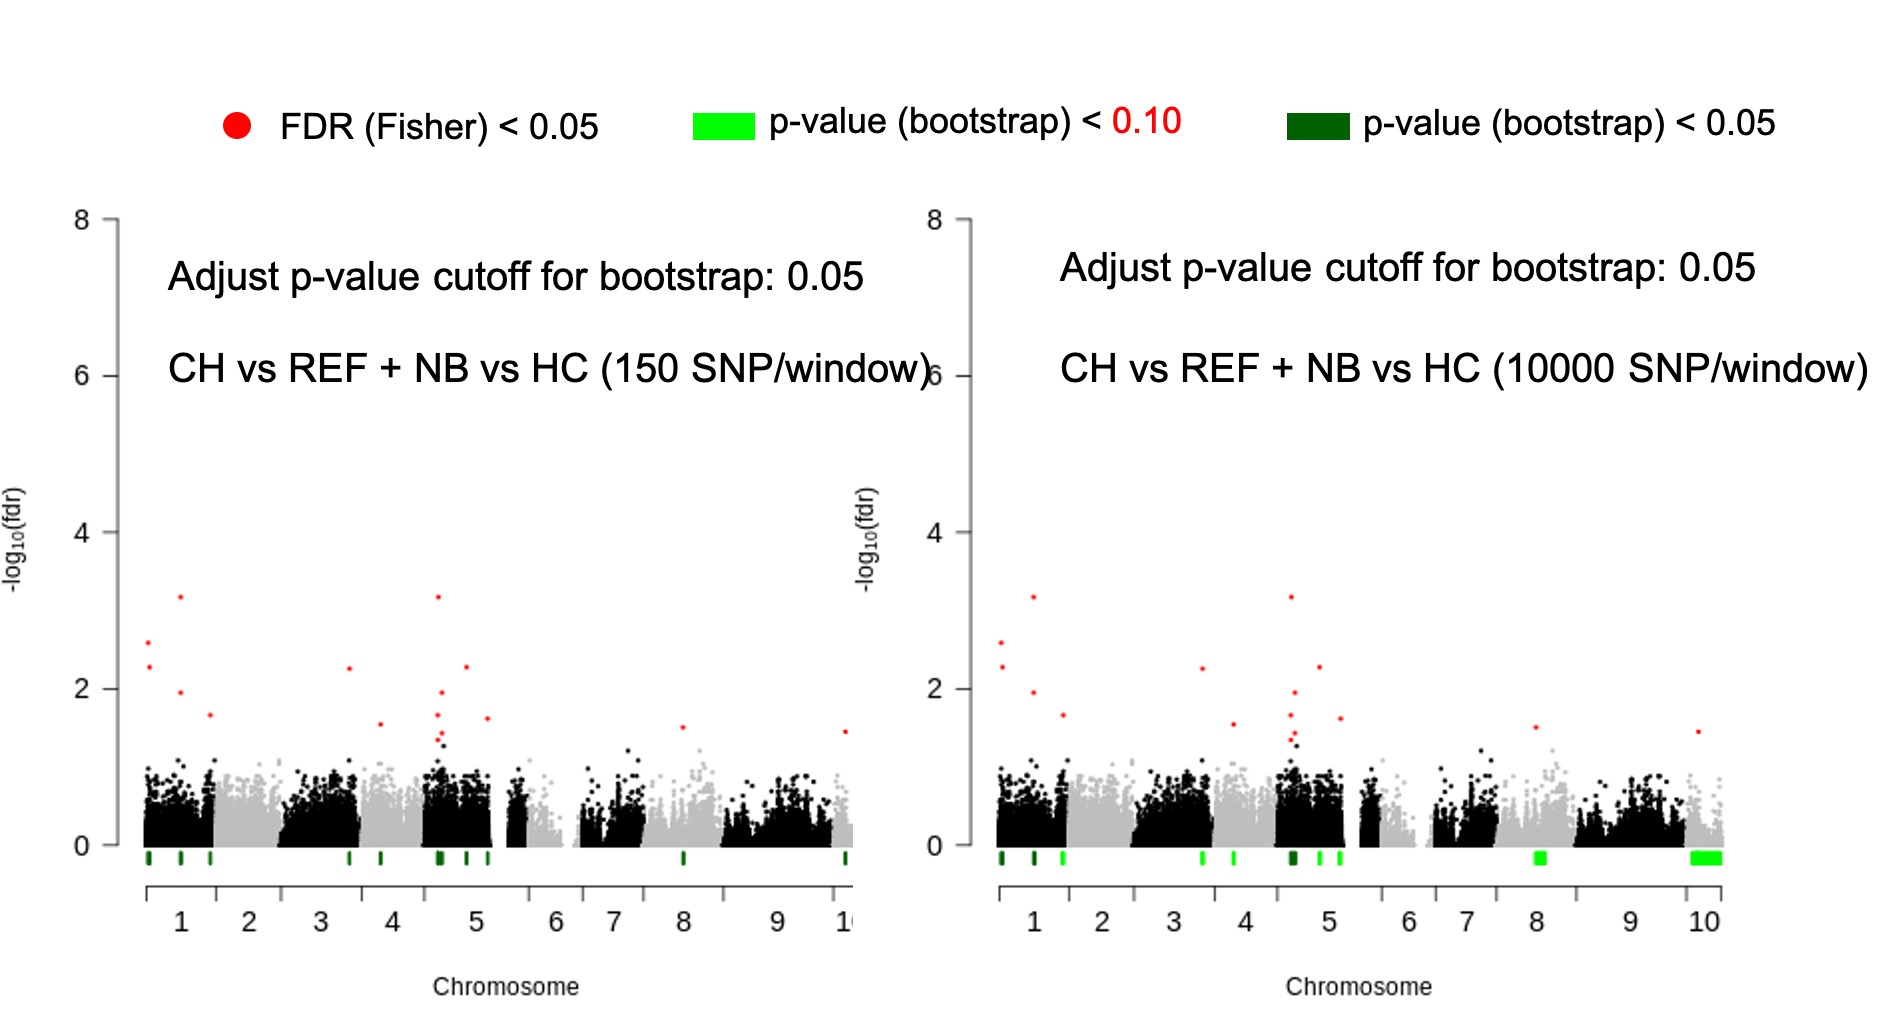 FDR (Fisher) < 0.05
p-value (bootstrap) < 0.10
p-value (bootstrap) < 0.05
8
6
4
2
0
-log10(fdr)
Adjust p-value cutoff for bootstrap: 0.05
CH vs REF + NB vs HC (150 SNP/window)
1 2 3 4 5 6 7 8 9
Chromosome
8
6
4
2
0
-log10(fdr)
Adjust p-value cutoff for bootstrap: 0.05
CH vs REF + NB vs HC (10000 SNP/window)
1 2 3 4 5 6 7 8 9 10
Chromosome